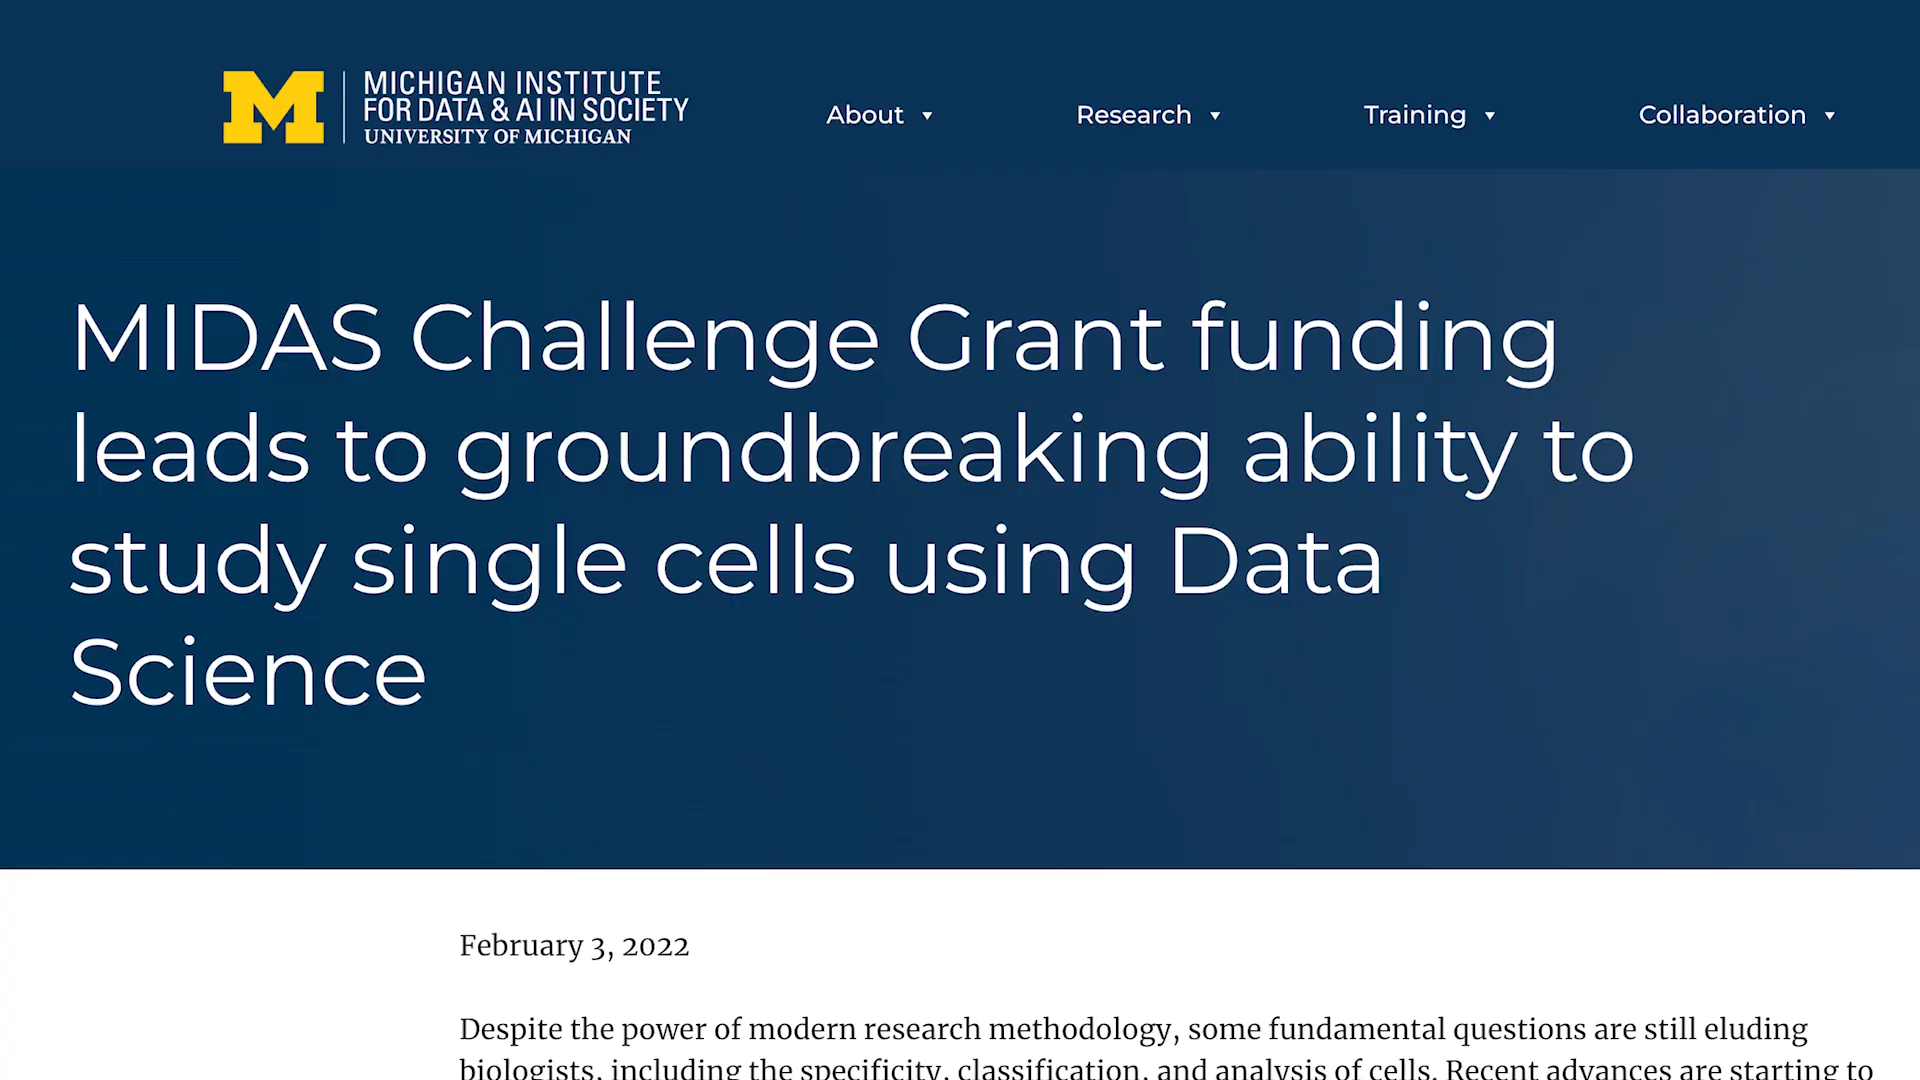 MICHIGAN INSTITUTE
FOR DATA & AI IN SOCIETY
UNIVERSITY OF MICHIGAN
About
Research
Training
Collaboration
MIDAS Challenge Grant funding
leads to groundbreaking ability to
study single cells using Data
Science
February 3, 2022
Despite the power of modern research methodology, some fundamental questions are still eluding
biologists, including the specificity, classification, and analysis of cells. Recent advances are starting to